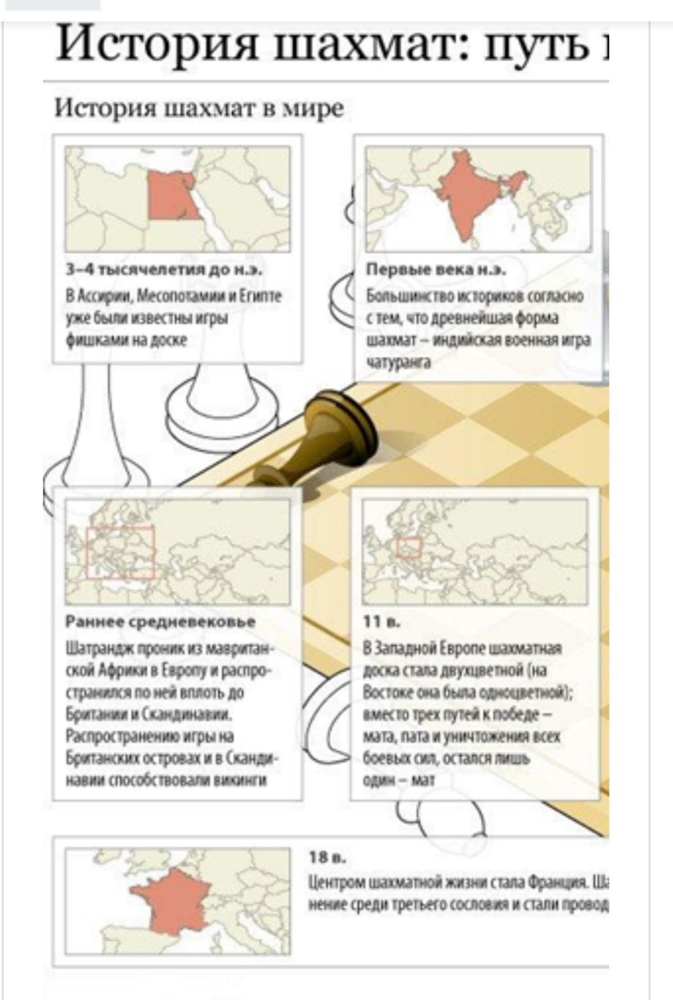 История шахмат: путь
История шахмат в мире
3–4 тысячелетия до н.э.
В Ассирии, Месопотамии и Египте
уже были известны игры
фишками на доске
Первые века н.э.
Большинство историков согласно
с тем, что древнейшая форма
шахмат – индийская военная игра
чатуранга
Раннее средневековье
Шатрандж проник из мавритан-
ской Африки в Европу и распро-
странился по ней вплоть до
Британии и Скандинавии.
Распространению игры на
Британских островах и в Сканди-
навии способствовали викинги
11 в.
В Западной Европе шахматная
доска стала двухцветной (на
Востоке она была одноцветной);
вместо трех путей к победе –
мата, пата и уничтожения всех
боевых сил, остался лишь
один – мат
18 в.
Центром шахматной жизни стала Франция. Ша
нение среди третьего сословия и стали провод